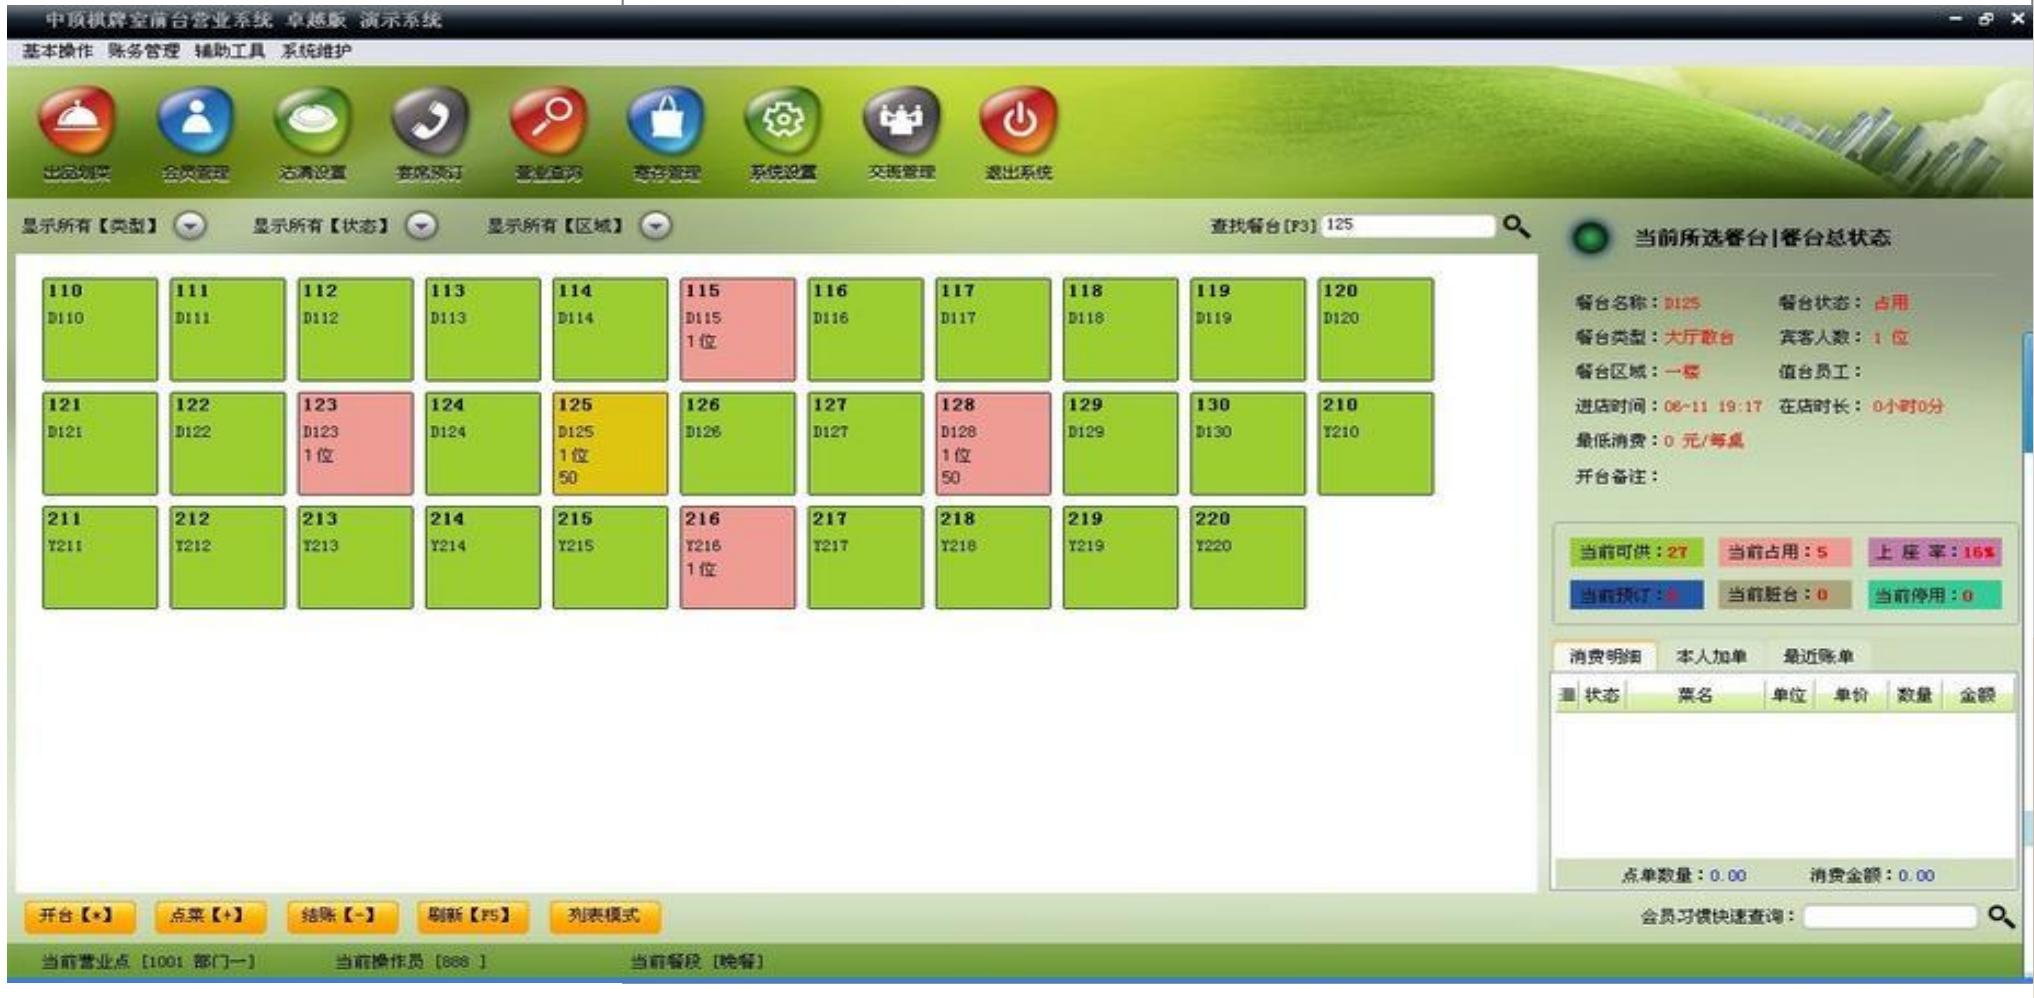 中顶棋牌室前台营业系统 卓越版 演示系统
基本操作 账务管理 辅助工具 系统维护
出品划菜 会员管理 沽清设置 客席预订 营业查询 寄存管理 系统设置 交班管理 退出系统
显示所有【类型】 显示所有【状态】 显示所有【区域】 查找餐台[F3] 125
当前所选餐台|餐台总状态
110 111 112 113 114 115 116 117 118 119 120
D110 D111 D112 D113 D114 D115 D116 D117 D118 D119 D120
1位
121 122 123 124 125 126 127 128 129 130 210
D121 D122 D123 D124 D125 D126 D127 D128 D129 D130 Y210
1位 1位 1位
50 50
211 212 213 214 215 216 217 218 219 220
Y211 Y212 Y213 Y214 Y215 Y216 Y217 Y218 Y219 Y220
1位
餐台名称：D125 餐台状态：占用
餐台类型：大厅散台 宾客人数：1 位
餐台区域：一楼 值台员工：
进店时间：06-11 19:17 在店时长：0小时0分
最低消费：0 元/每桌
开台备注：
当前可供：27 当前占用：5 上 座 率：16%
当前预订： 当前脏台：0 当前停用：0
消费明细 本人加单 最近账单
状态 菜名 单位 单价 数量 金额
点单数量：0.00 消费金额：0.00
开台【*】 点菜【+】 结账【-】 刷新【F5】 列表模式 会员习惯快速查询：
当前营业点 [1001 部门一] 当前操作员 [888 ] 当前餐段 [晚餐]